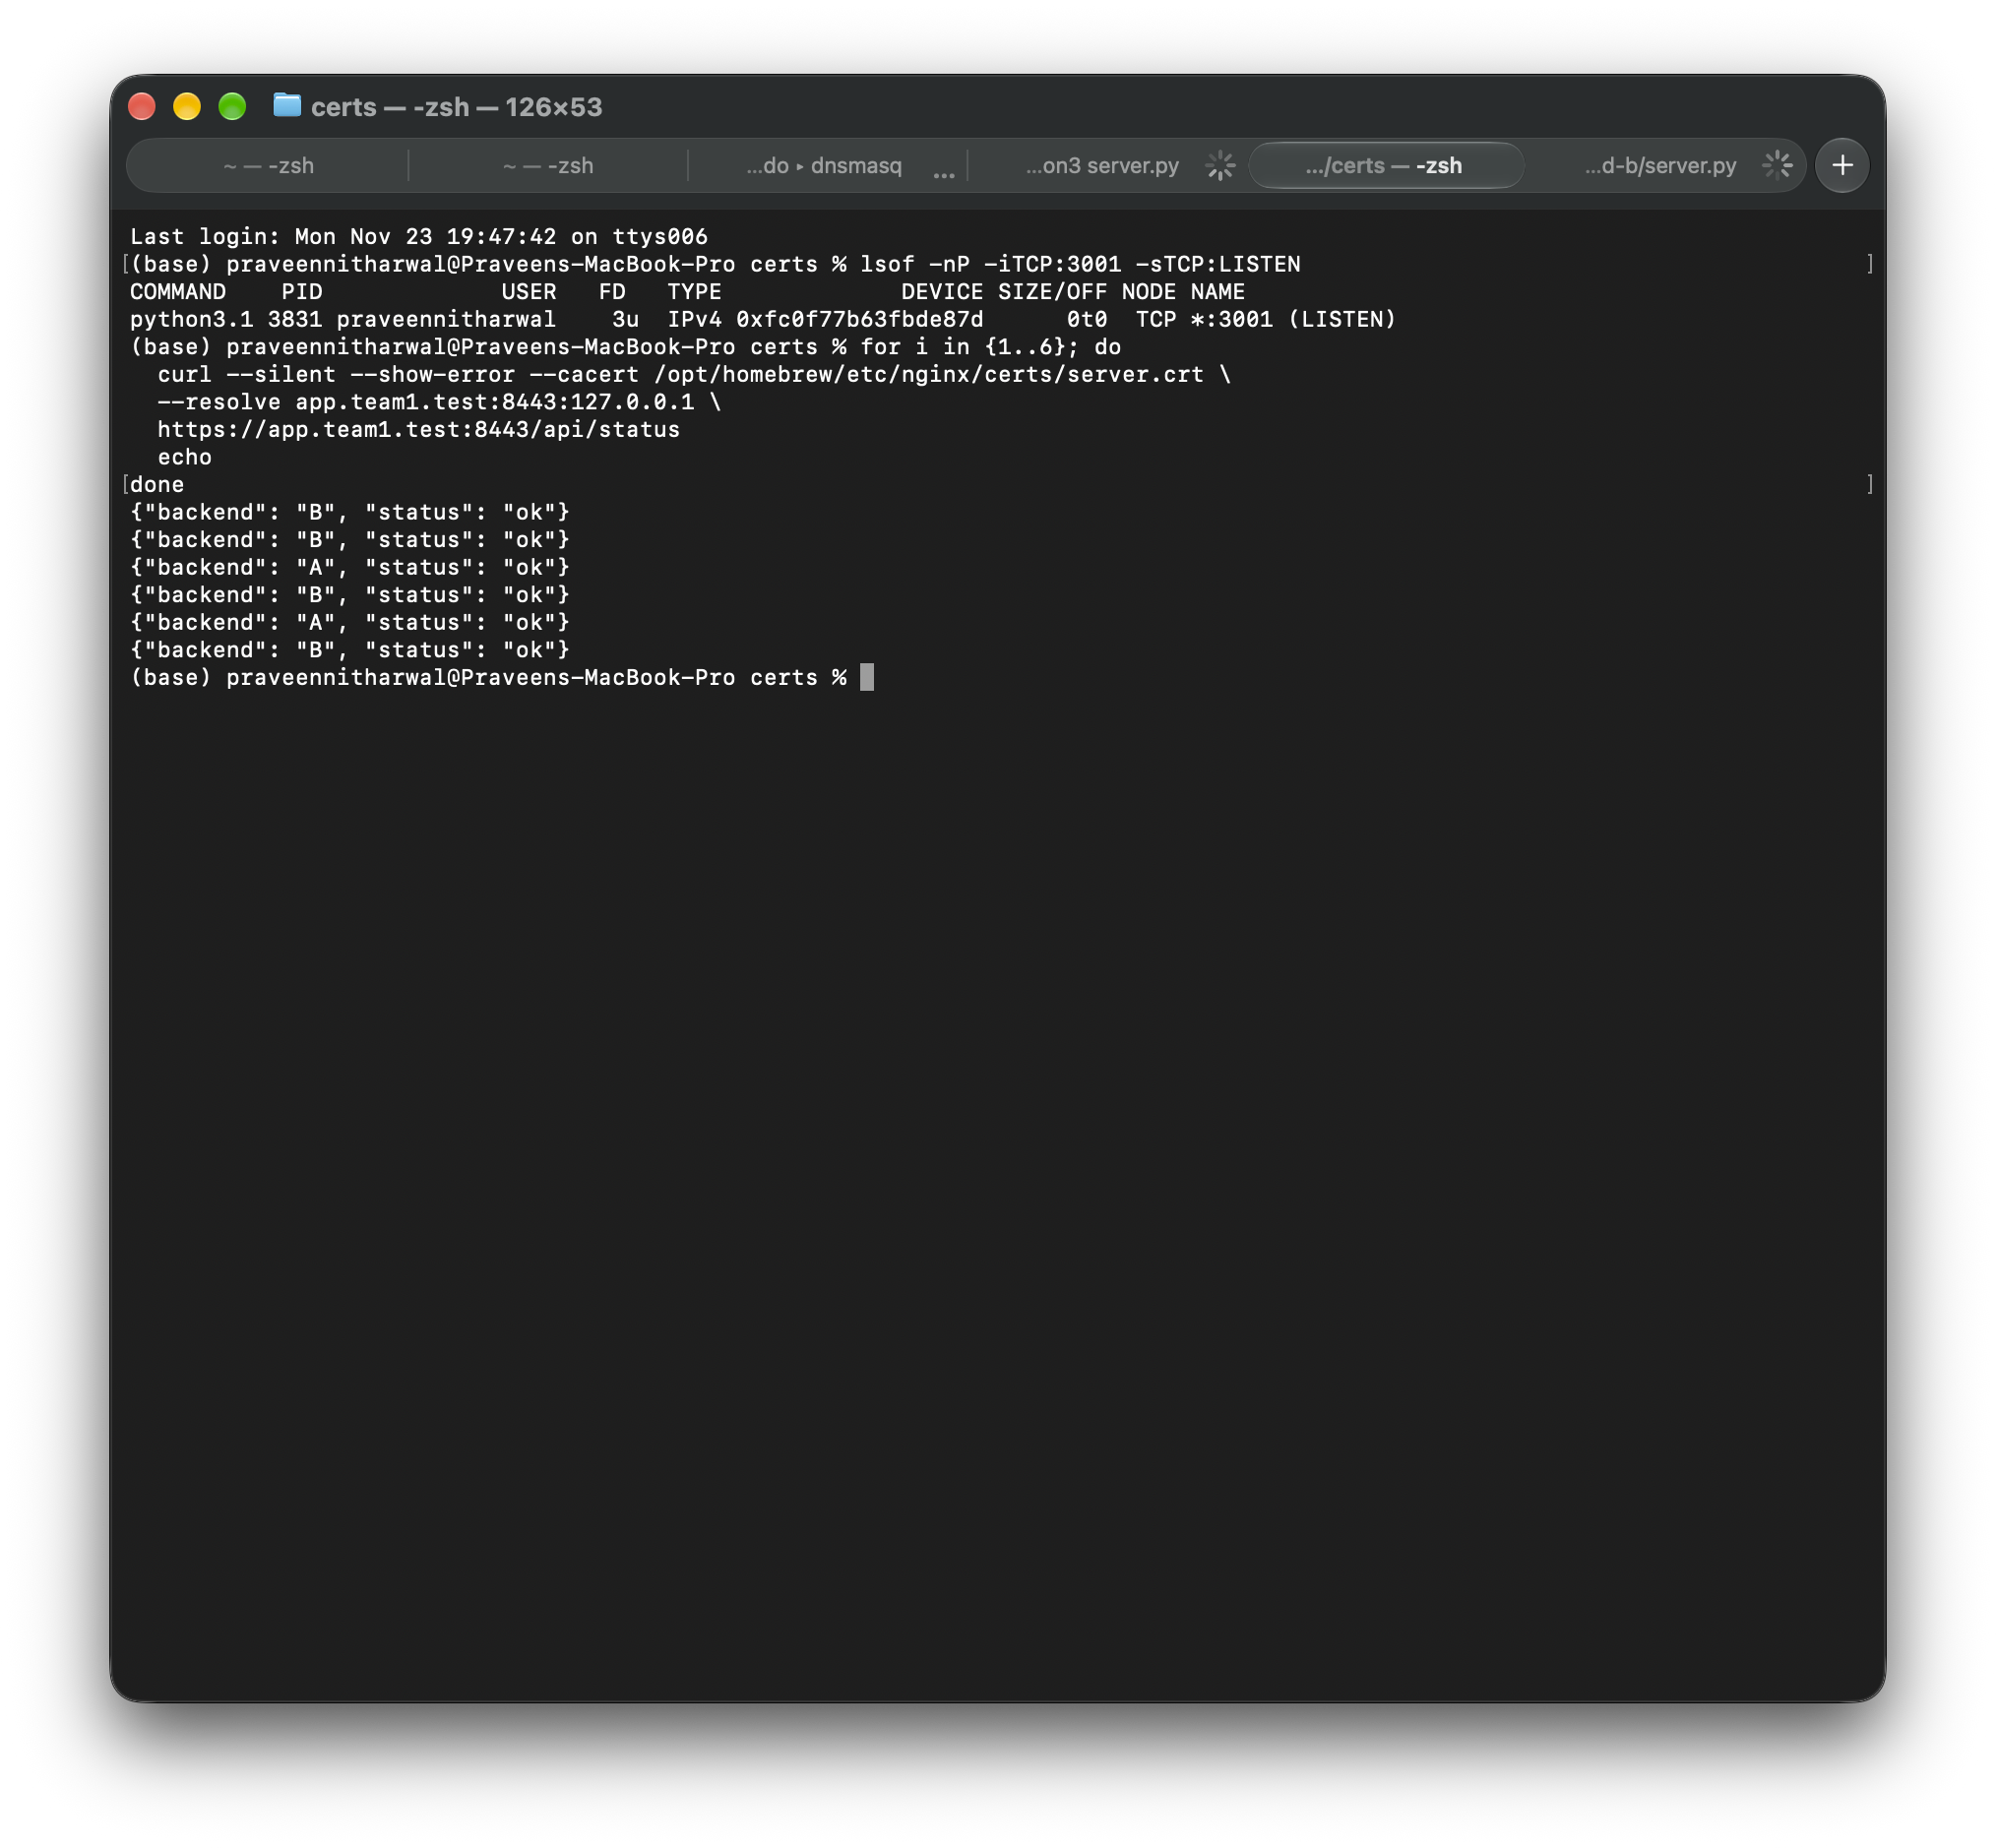 certs — -zsh — 126×53
~ — -zsh
~ — -zsh
...do ▸ dnsmasq ...
...on3 server.py
.../certs — -zsh
...d-b/server.py
+
Last login: Mon Nov 23 19:47:42 on ttys006
[(base) praveennitharwal@Praveens-MacBook-Pro certs % lsof -nP -iTCP:3001 -sTCP:LISTEN ]
COMMAND    PID             USER   FD   TYPE             DEVICE SIZE/OFF NODE NAME
python3.1 3831 praveennitharwal    3u  IPv4 0xfc0f77b63fbde87d      0t0  TCP *:3001 (LISTEN)
(base) praveennitharwal@Praveens-MacBook-Pro certs % for i in {1..6}; do
  curl --silent --show-error --cacert /opt/homebrew/etc/nginx/certs/server.crt \
  --resolve app.team1.test:8443:127.0.0.1 \
  https://app.team1.test:8443/api/status
  echo
[done ]
{"backend": "B", "status": "ok"}
{"backend": "B", "status": "ok"}
{"backend": "A", "status": "ok"}
{"backend": "B", "status": "ok"}
{"backend": "A", "status": "ok"}
{"backend": "B", "status": "ok"}
(base) praveennitharwal@Praveens-MacBook-Pro certs %